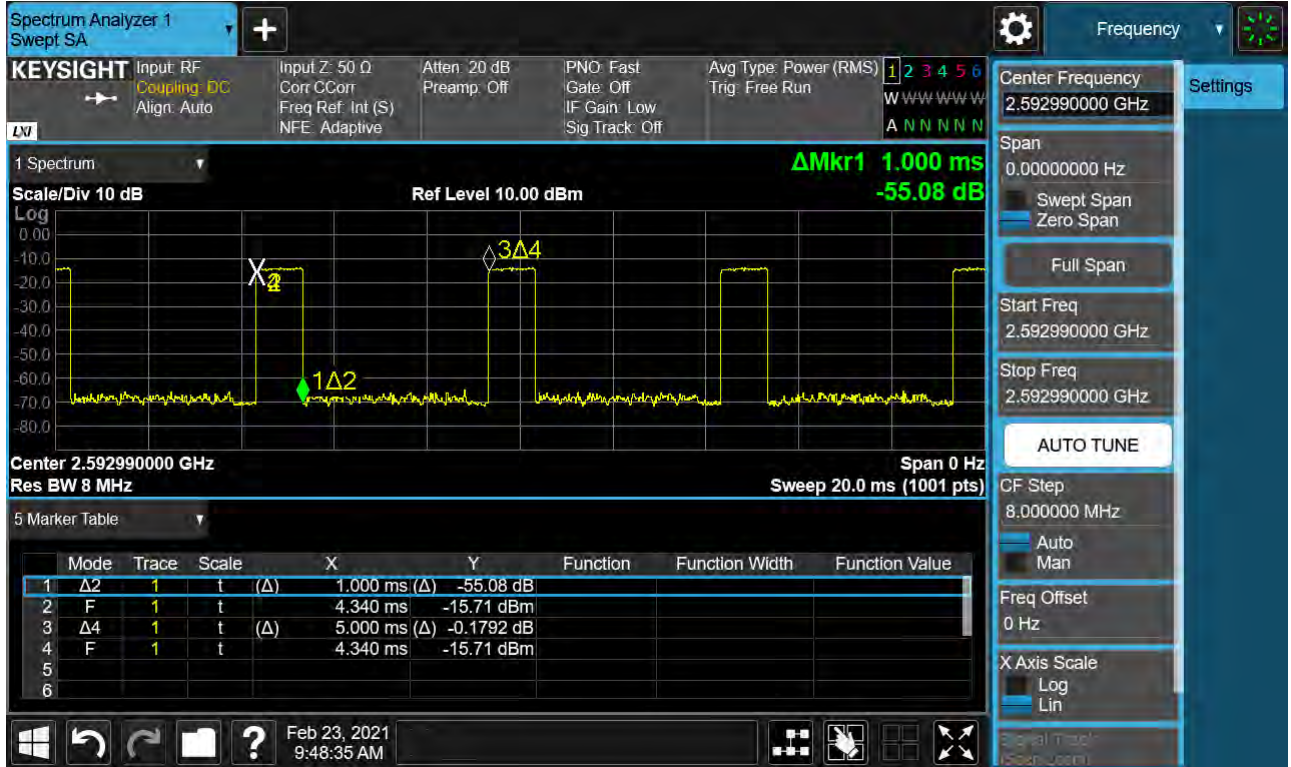 Spectrum Analyzer 1
Swept SA
Frequency
KEYSIGHT
LXI
Input: RF
Coupling: DC
Align: Auto
Input Z: 50 Ω
Corr CCorr
Freq Ref: Int (S)
NFE: Adaptive
Atten: 20 dB
Preamp: Off
PNO: Fast
Gate: Off
IF Gain: Low
Sig Track: Off
Avg Type: Power (RMS)
Trig: Free Run
1 2 3 4 5 6
W W W W W W
A N N N N N
1 Spectrum
Scale/Div 10 dB
Ref Level 10.00 dBm
ΔMkr1 1.000 ms
-55.08 dB
Log
0.00
-10.0
-20.0
-30.0
-40.0
-50.0
-60.0
-70.0
-80.0
3Δ4
1Δ2
Center 2.592990000 GHz
Span 0 Hz
Res BW 8 MHz
Sweep 20.0 ms (1001 pts)
5 Marker Table
Mode Trace Scale X Y Function Function Width Function Value
1 Δ2 1 t (Δ) 1.000 ms (Δ) -55.08 dB
2 F 1 t 4.340 ms -15.71 dBm
3 Δ4 1 t (Δ) 5.000 ms (Δ) -0.1792 dB
4 F 1 t 4.340 ms -15.71 dBm
5
6
?
Feb 23, 2021
9:48:35 AM
Settings
Center Frequency
2.592990000 GHz
Span
0.00000000 Hz
Swept Span
Zero Span
Full Span
Start Freq
2.592990000 GHz
Stop Freq
2.592990000 GHz
AUTO TUNE
CF Step
8.000000 MHz
Auto
Man
Freq Offset
0 Hz
X Axis Scale
Log
Lin
Signal Track